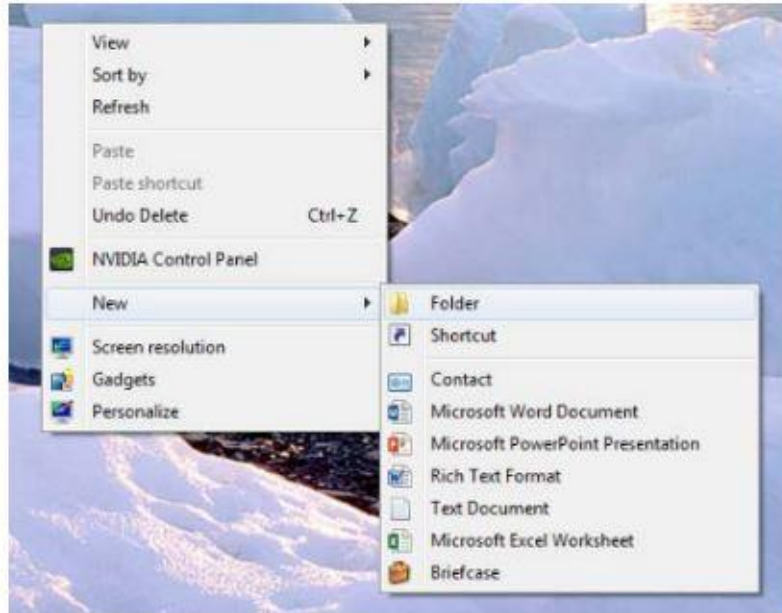 View
Sort by
Refresh
Paste
Paste shortcut
Undo Delete Ctrl+Z
NVIDIA Control Panel
New
Screen resolution
Gadgets
Personalize
Folder
Shortcut
Contact
Microsoft Word Document
Microsoft PowerPoint Presentation
Rich Text Format
Text Document
Microsoft Excel Worksheet
Briefcase